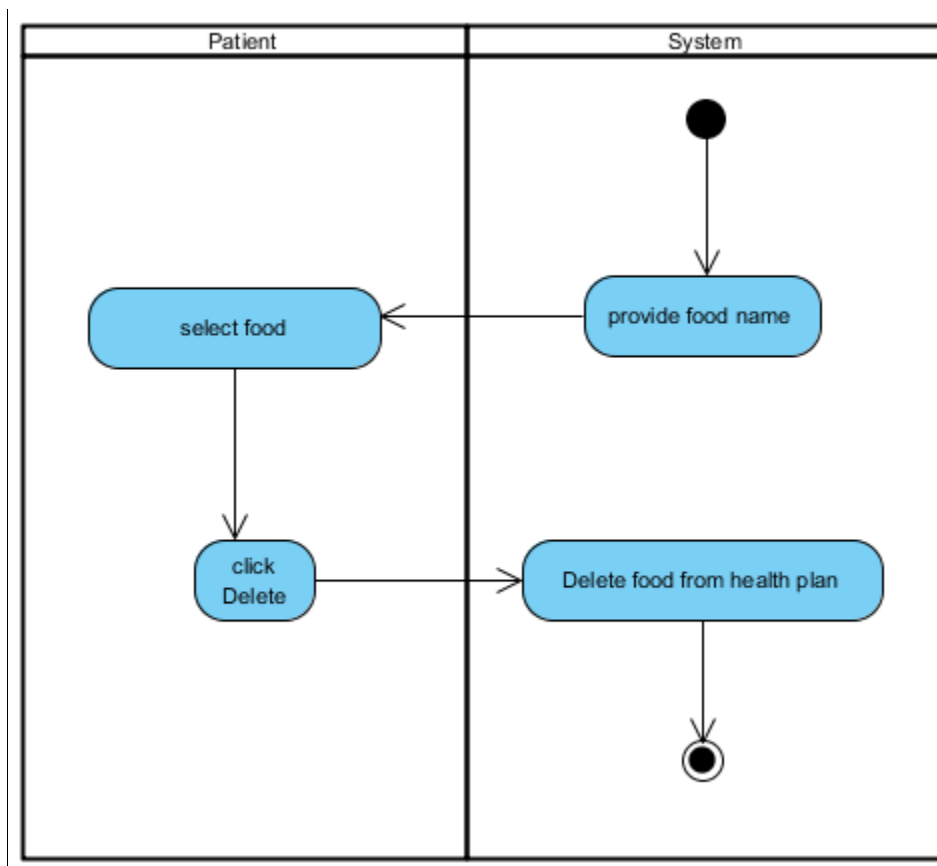 Patient
System
provide food name
select food
click
Delete
Delete food from health plan